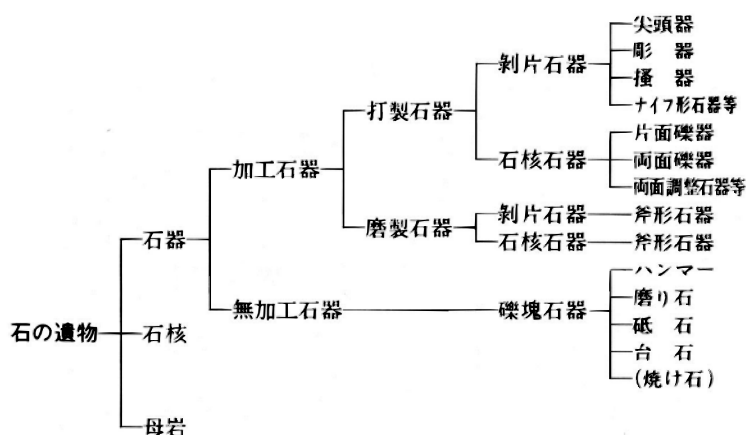 石の遺物
石器
加工石器
打製石器
剥片石器
尖頭器
彫 器
掻 器
ナイフ形石器等
石核石器
片面礫器
両面礫器
両面調整石器等
磨製石器
剥片石器
斧形石器
石核石器
斧形石器
無加工石器
礫塊石器
ハンマー
磨り石
砥 石
台 石
(焼け石)
石核
母岩